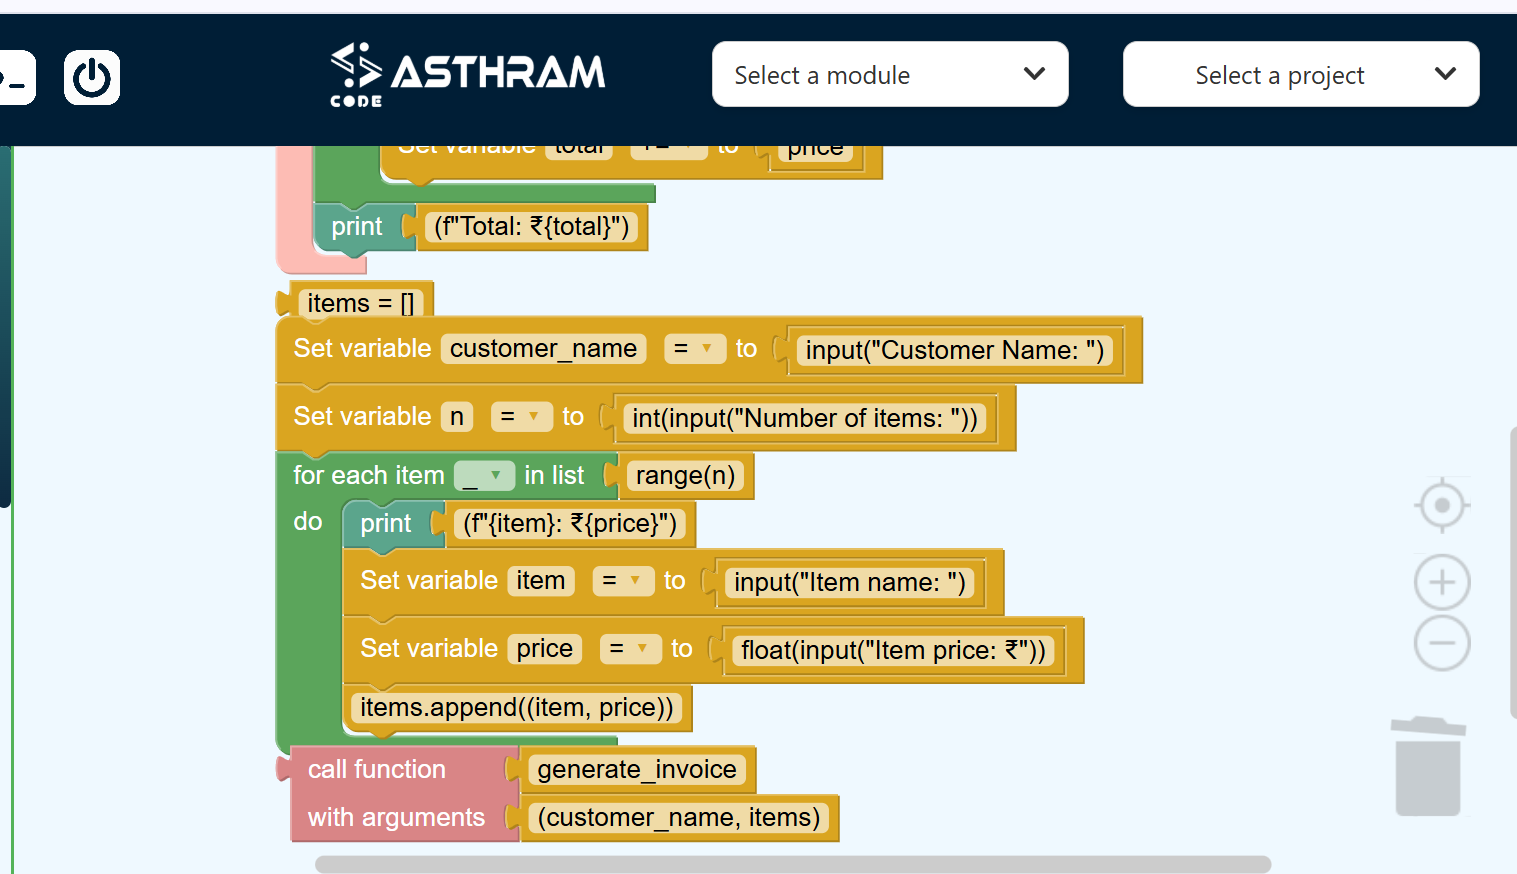 >_
ASTHRAM
CODE
Select a module
Select a project
Set variable total += to price
print (f"Total: ₹{total}")
items = []
Set variable customer_name = to input("Customer Name: ")
Set variable n = to int(input("Number of items: "))
for each item _ in list range(n)
do print (f"{item}: ₹{price}")
Set variable item = to input("Item name: ")
Set variable price = to float(input("Item price: ₹"))
items.append((item, price))
call function generate_invoice
with arguments (customer_name, items)